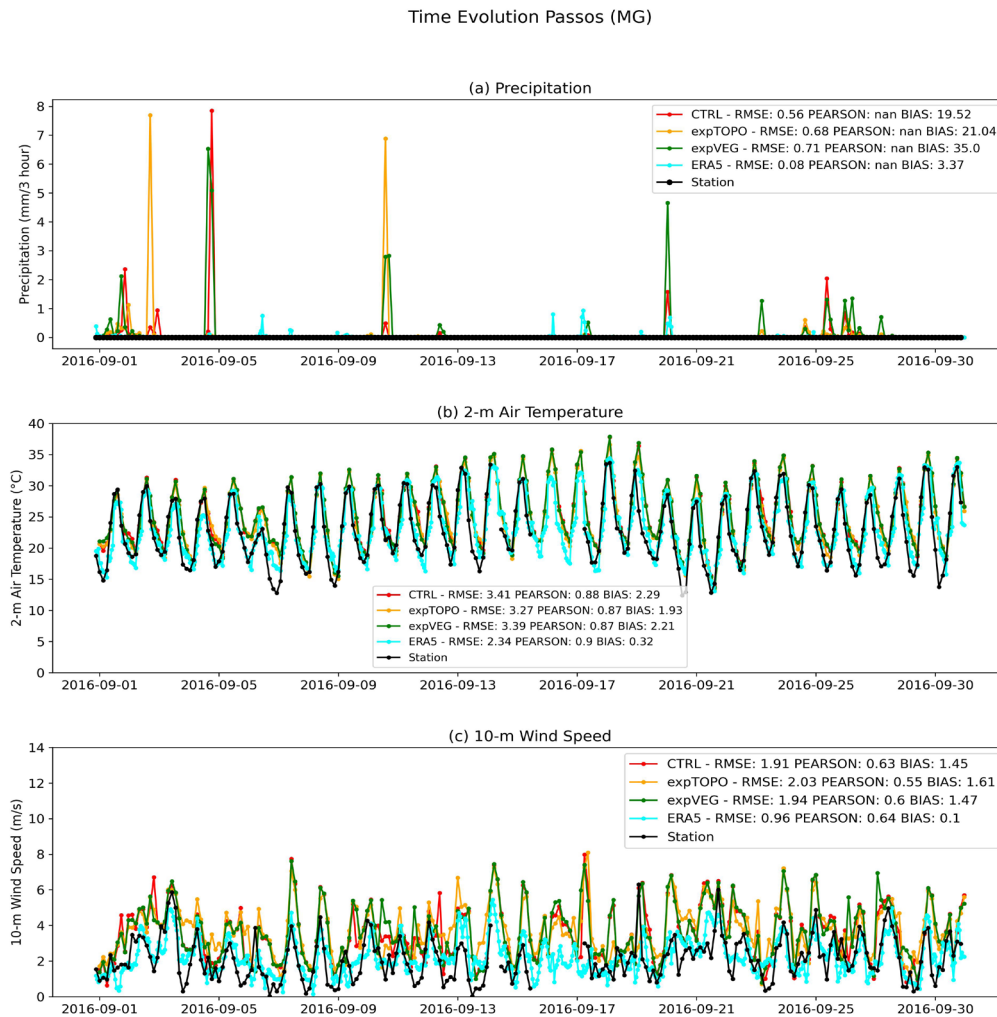 Time Evolution Passos (MG)
(a) Precipitation
CTRL - RMSE: 0.56 PEARSON: nan BIAS: 19.52
expTOPO - RMSE: 0.68 PEARSON: nan BIAS: 21.04
expVEG - RMSE: 0.71 PEARSON: nan BIAS: 35.0
ERA5 - RMSE: 0.08 PEARSON: nan BIAS: 3.37
Station
Precipitation (mm/3 hour)
8
7
6
5
4
3
2
1
0
2016-09-01 2016-09-05 2016-09-09 2016-09-13 2016-09-17 2016-09-21 2016-09-25 2016-09-30
(b) 2-m Air Temperature
2-m Air Temperature (°C)
40
35
30
25
20
15
10
5
0
CTRL - RMSE: 3.41 PEARSON: 0.88 BIAS: 2.29
expTOPO - RMSE: 3.27 PEARSON: 0.87 BIAS: 1.93
expVEG - RMSE: 3.39 PEARSON: 0.87 BIAS: 2.21
ERA5 - RMSE: 2.34 PEARSON: 0.9 BIAS: 0.32
Station
2016-09-01 2016-09-05 2016-09-09 2016-09-13 2016-09-17 2016-09-21 2016-09-25 2016-09-30
(c) 10-m Wind Speed
CTRL - RMSE: 1.91 PEARSON: 0.63 BIAS: 1.45
expTOPO - RMSE: 2.03 PEARSON: 0.55 BIAS: 1.61
expVEG - RMSE: 1.94 PEARSON: 0.6 BIAS: 1.47
ERA5 - RMSE: 0.96 PEARSON: 0.64 BIAS: 0.1
Station
10-m Wind Speed (m/s)
14
12
10
8
6
4
2
0
2016-09-01 2016-09-05 2016-09-09 2016-09-13 2016-09-17 2016-09-21 2016-09-25 2016-09-30